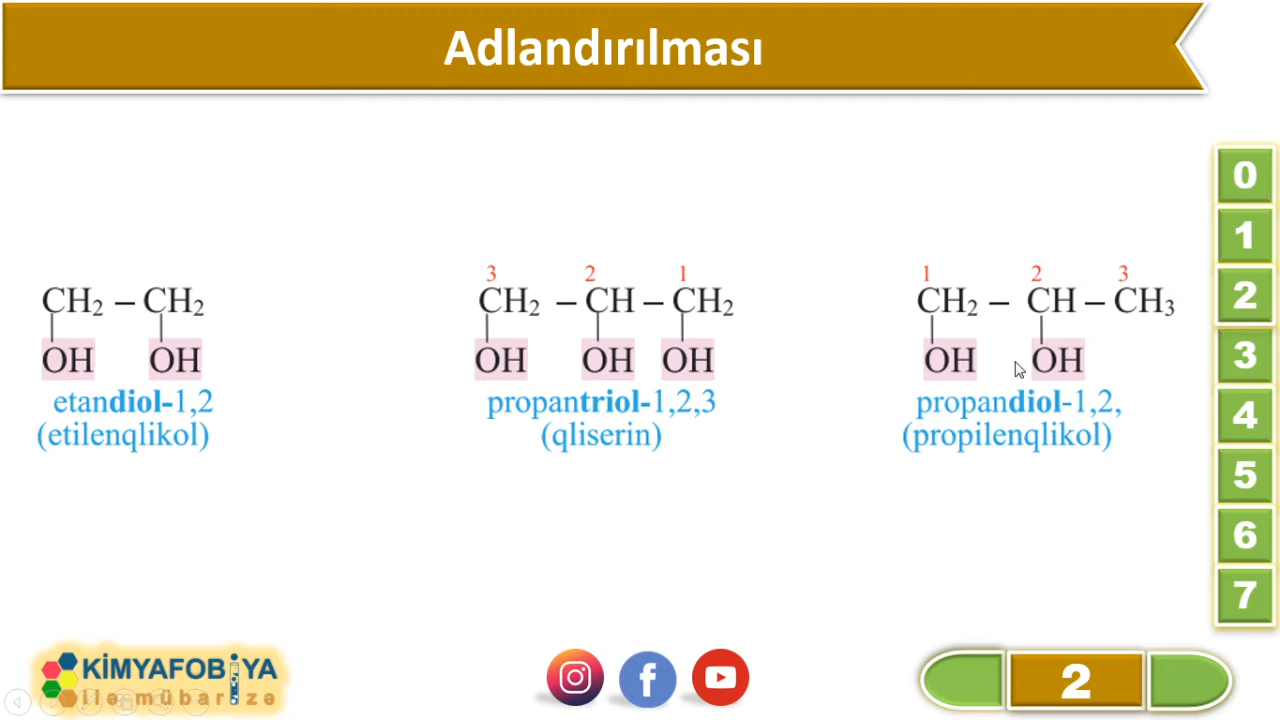 Adlandırılması
CH₂ – CH₂
OH OH
etandiol-1,2
(etilenqlikol)
3 2 1
CH₂ – CH – CH₂
OH OH OH
propantriol-1,2,3
(qliserin)
1 2 3
CH₂ – CH – CH₃
OH OH
propandiol-1,2,
(propilenqlikol)
0
1
2
3
4
5
6
7
KİMYAFOBİYA
ilə mübarizə
2